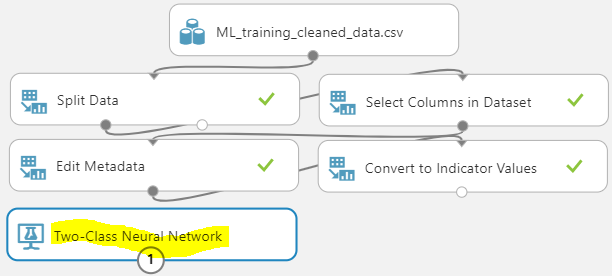 ML_training_cleaned_data.csv
Split Data
Select Columns in Dataset
Edit Metadata
Convert to Indicator Values
Two-Class Neural Network
1